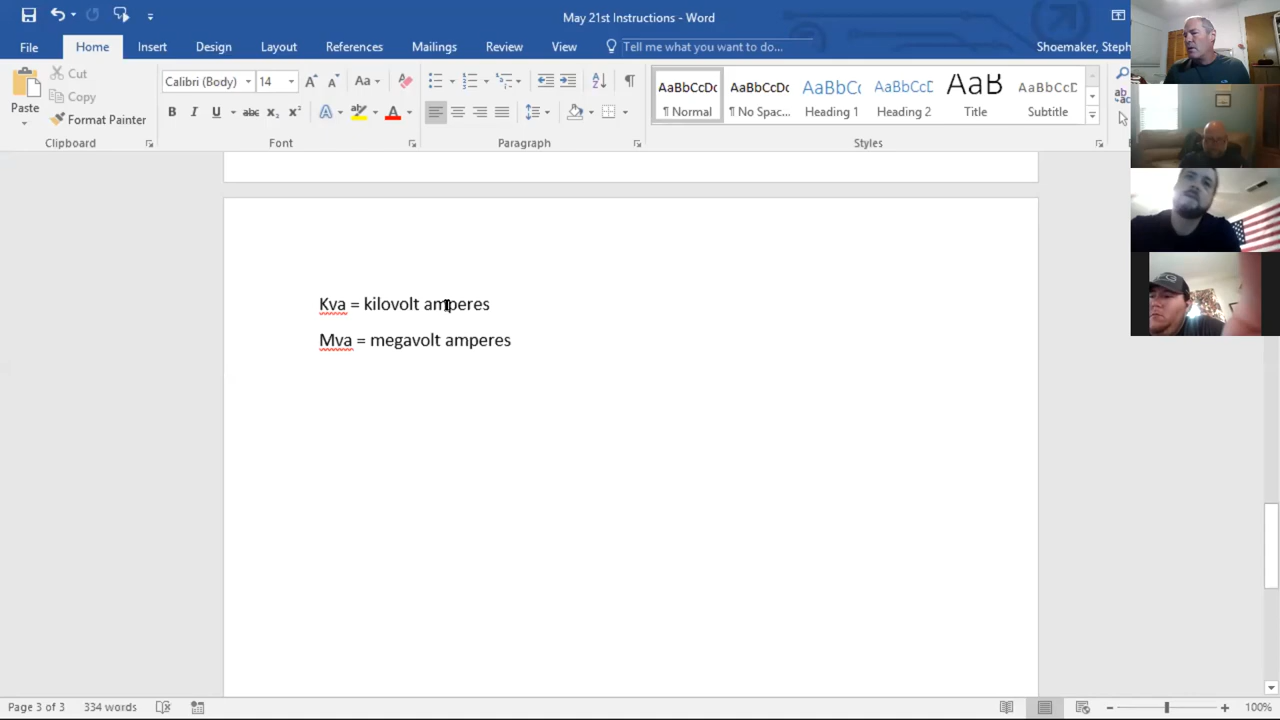 May 21st Instructions - Word
File Home Insert Design Layout References Mailings Review View Tell me what you want to do... Shoemaker, Steph
Paste
Cut
Copy
Format Painter
Calibri (Body) 14
AaBbCcDc AaBbCcDc AaBbCc AaBbCcD AaB AaBbCcD
¶ Normal ¶ No Spac... Heading 1 Heading 2 Title Subtitle
Clipboard Font Paragraph Styles
Kva = kilovolt amperes
Mva = megavolt amperes
Page 3 of 3 334 words 100%